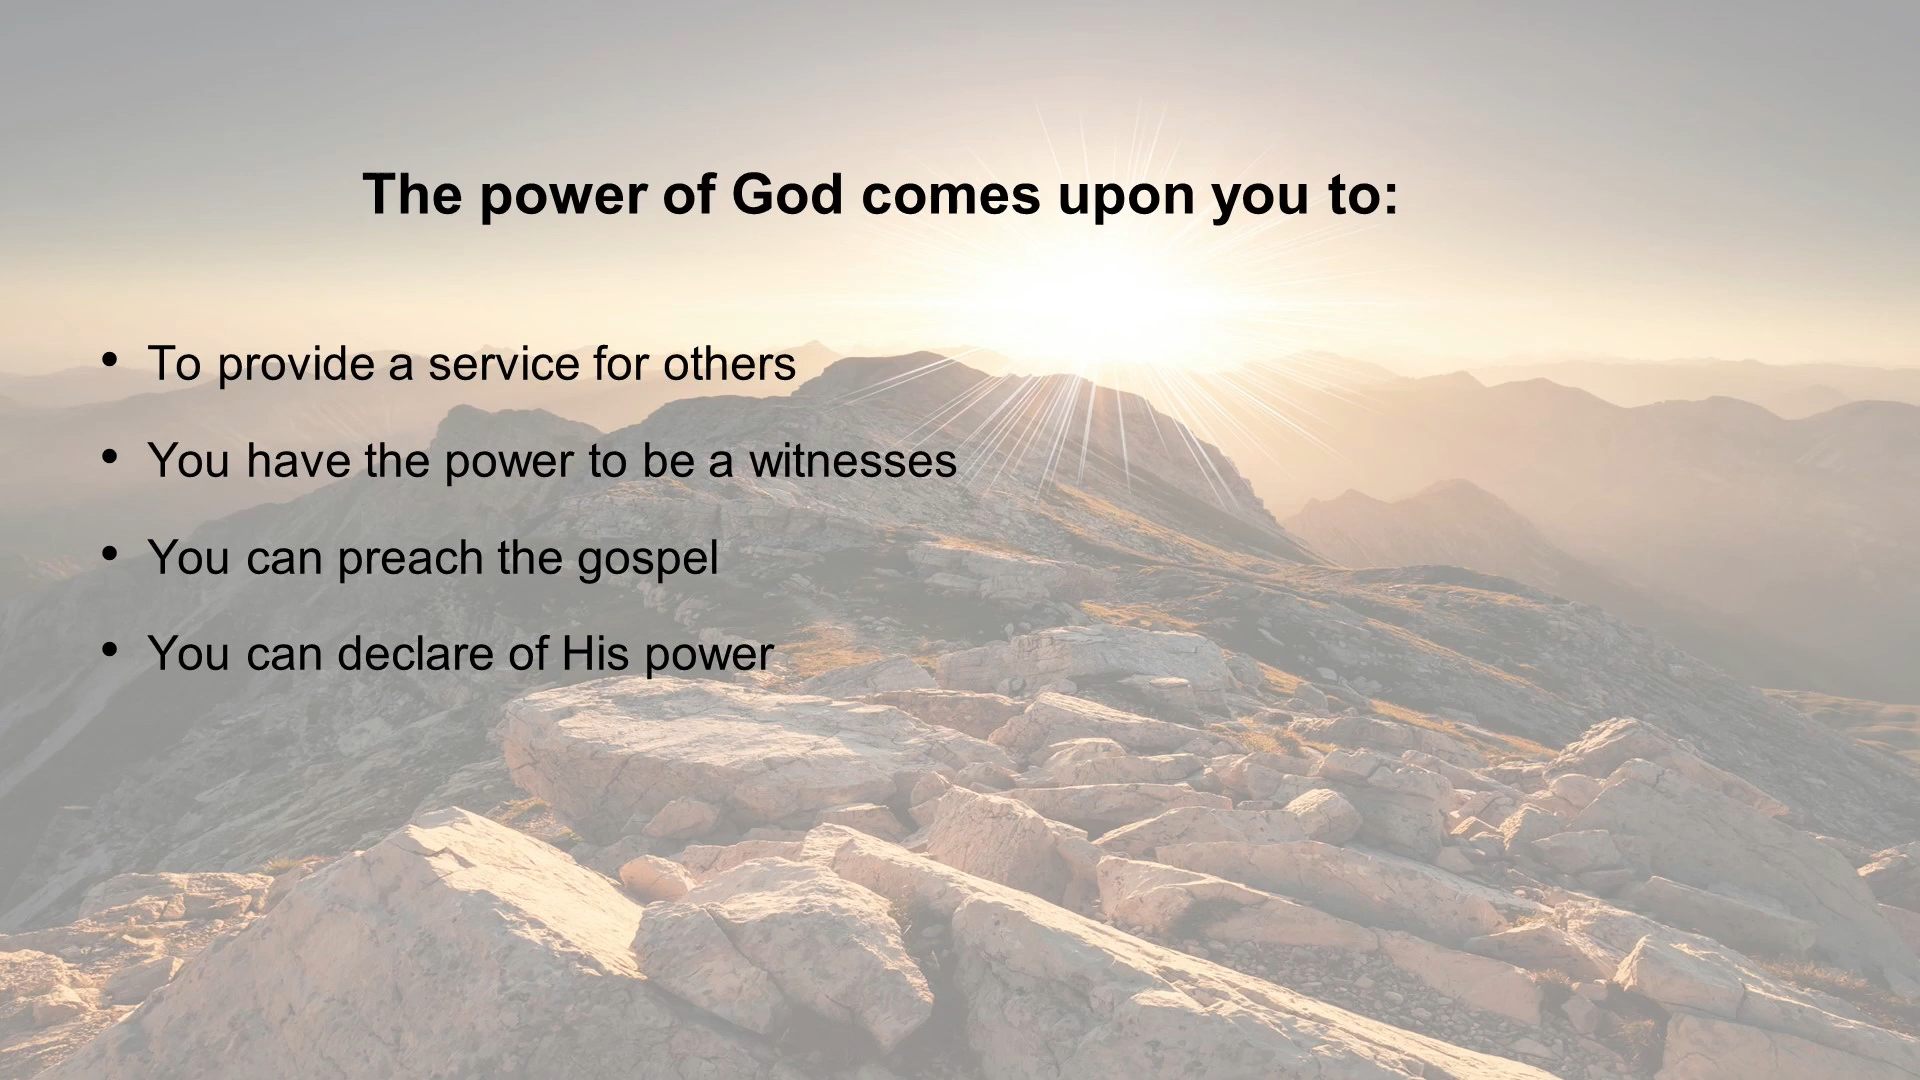 The power of God comes upon you to:
• To provide a service for others
• You have the power to be a witnesses
• You can preach the gospel
• You can declare of His power